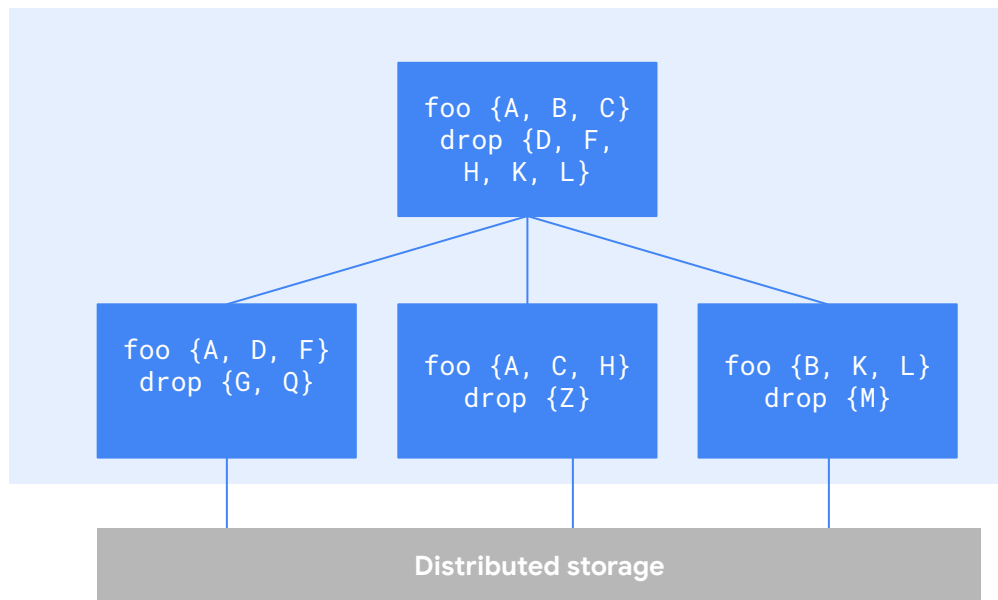 foo {A, B, C}
drop {D, F,
H, K, L}
foo {A, D, F}
drop {G, Q}
foo {A, C, H}
drop {Z}
foo {B, K, L}
drop {M}
Distributed storage